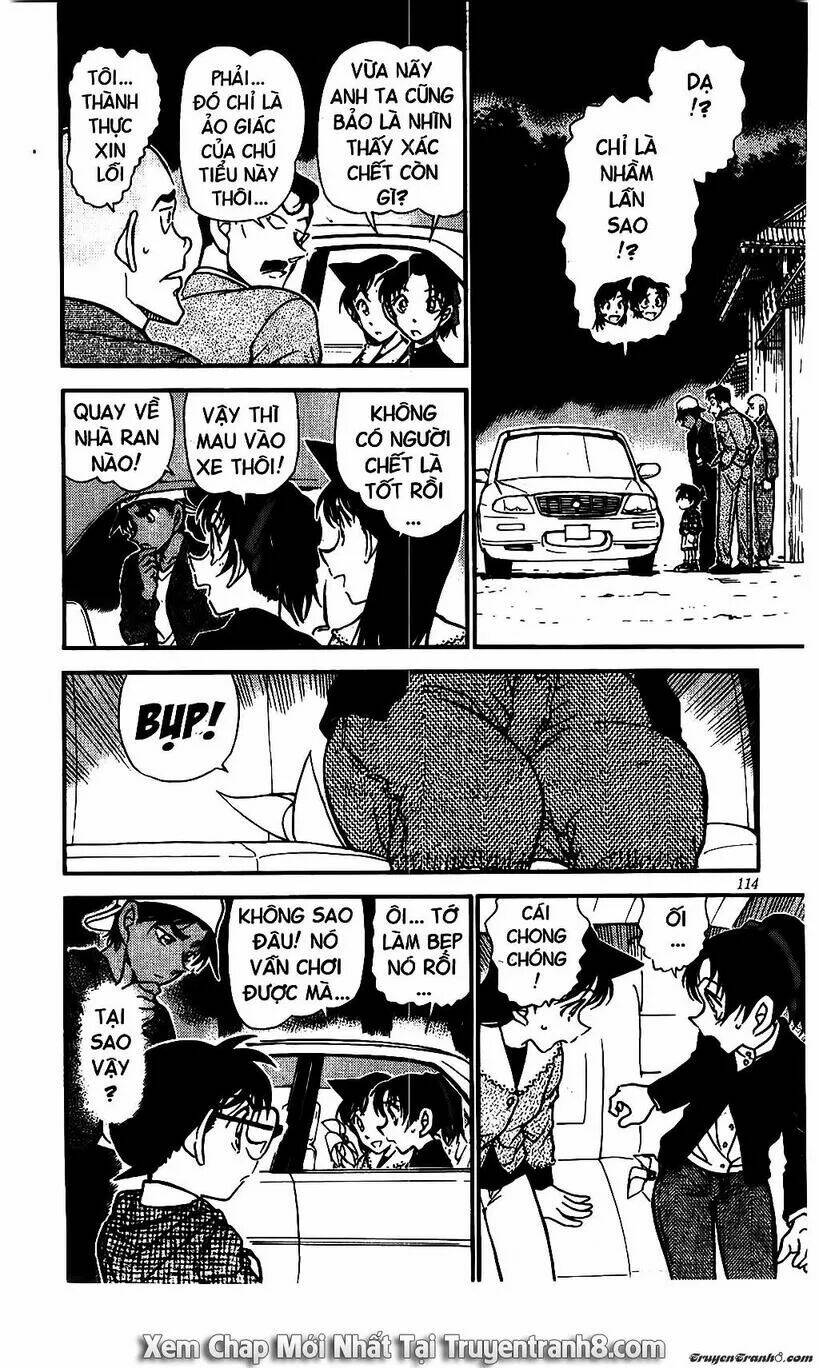 DẠ
!?
CHỈ LÀ
NHẦM
LẪN
SAO
!?
VỪA NÃY
ANH TA CŨNG
BẢO LÀ NHÌN
THẤY XÁC
CHẾT CÒN
GÌ?
PHẢI...
ĐÓ CHỈ LÀ
ẢO GIÁC
CỦA CHÚ
TIỂU NÀY
THÔI...
TÔI...
THÀNH
THỰC
XIN
LỖI
KHÔNG
CÓ NGƯỜI
CHẾT LÀ
TỐT RỒI
...
VẬY THÌ
MAU VÀO
XE THÔI!
QUAY VỀ
NHÀ RAN
NÀO!
BỤP!
114
ỐI
...
CÁI
CHONG
CHÓNG
!
ÔI... TỚ
LÀM BẸP
NÓ RỒI
...
KHÔNG SAO
ĐÂU! NÓ
VẪN CHƠI
ĐƯỢC MÀ...
TẠI
SAO
VẬY
?
Xem Chap Mới Nhất Tại Truyentranh8.com
TruyenTranh8.com